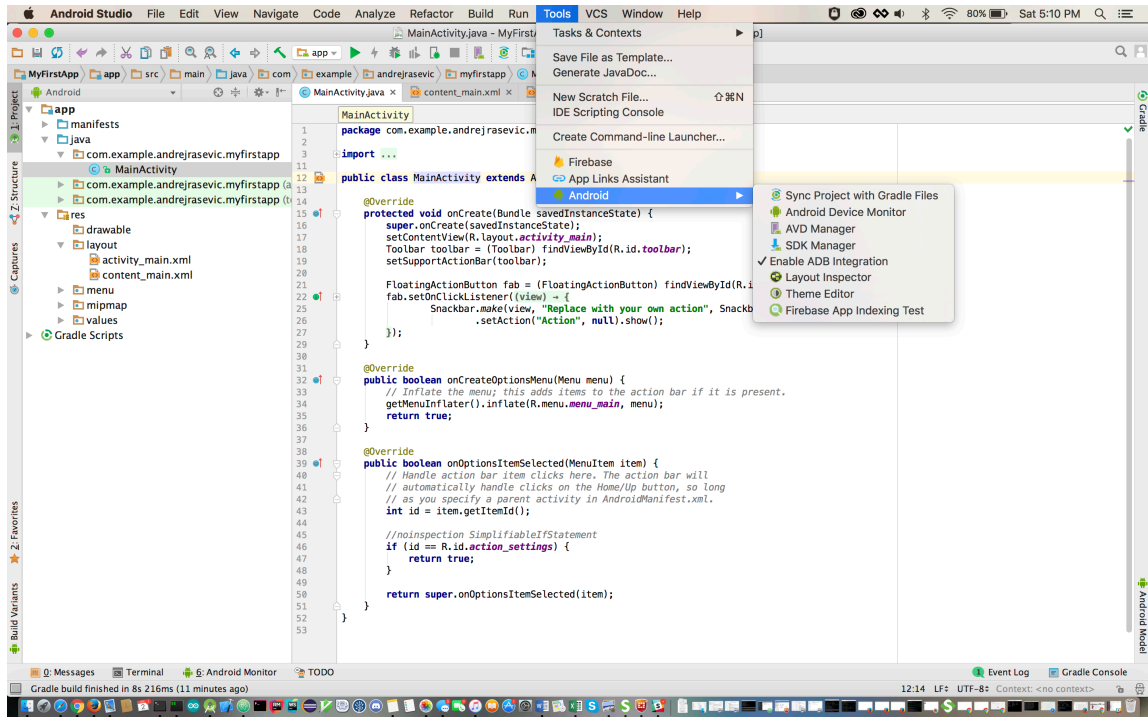 Android Studio File Edit View Navigate Code Analyze Refactor Build Run Tools VCS Window Help 80% Sat 5:10 PM
MainActivity.java - MyFirst
p]
app
MyFirstApp app src main java com example andrejrasevic myfirstapp
Android
MainActivity.java content_main.xml
1: Project
Z: Structure
Captures
2: Favorites
Build Variants
Gradle
Android Model
app
manifests
java
com.example.andrejrasevic.myfirstapp
MainActivity
com.example.andrejrasevic.myfirstapp (a
com.example.andrejrasevic.myfirstapp (t
res
drawable
layout
activity_main.xml
content_main.xml
menu
mipmap
values
Gradle Scripts
Tasks & Contexts
Save File as Template...
Generate JavaDoc...
New Scratch File... ⇧⌘N
IDE Scripting Console
Create Command-line Launcher...
Firebase
App Links Assistant
Android
Sync Project with Gradle Files
Android Device Monitor
AVD Manager
SDK Manager
✓ Enable ADB Integration
Layout Inspector
Theme Editor
Firebase App Indexing Test
MainActivity
1 package com.example.andrejrasevic.m
2
3 import ...
11
12 public class MainActivity extends A
13
14 @Override
15 protected void onCreate(Bundle savedInstanceState) {
16 super.onCreate(savedInstanceState);
17 setContentView(R.layout.activity_main);
18 Toolbar toolbar = (Toolbar) findViewById(R.id.toolbar);
19 setSupportActionBar(toolbar);
20
21 FloatingActionButton fab = (FloatingActionButton) findViewById(R.i
22 fab.setOnClickListener((view) → {
25 Snackbar.make(view, "Replace with your own action", Snackb
26 .setAction("Action", null).show();
27 });
29 }
30
31 @Override
32 public boolean onCreateOptionsMenu(Menu menu) {
33 // Inflate the menu; this adds items to the action bar if it is present.
34 getMenuInflater().inflate(R.menu.menu_main, menu);
35 return true;
36 }
37
38 @Override
39 public boolean onOptionsItemSelected(MenuItem item) {
40 // Handle action bar item clicks here. The action bar will
41 // automatically handle clicks on the Home/Up button, so long
42 // as you specify a parent activity in AndroidManifest.xml.
43 int id = item.getItemId();
44
45 //noinspection SimplifiableIfStatement
46 if (id == R.id.action_settings) {
47 return true;
48 }
49
50 return super.onOptionsItemSelected(item);
51 }
52 }
53
0: Messages Terminal 6: Android Monitor TODO 1 Event Log Gradle Console
Gradle build finished in 8s 216ms (11 minutes ago) 12:14 LF÷ UTF-8÷ Context: <no context>